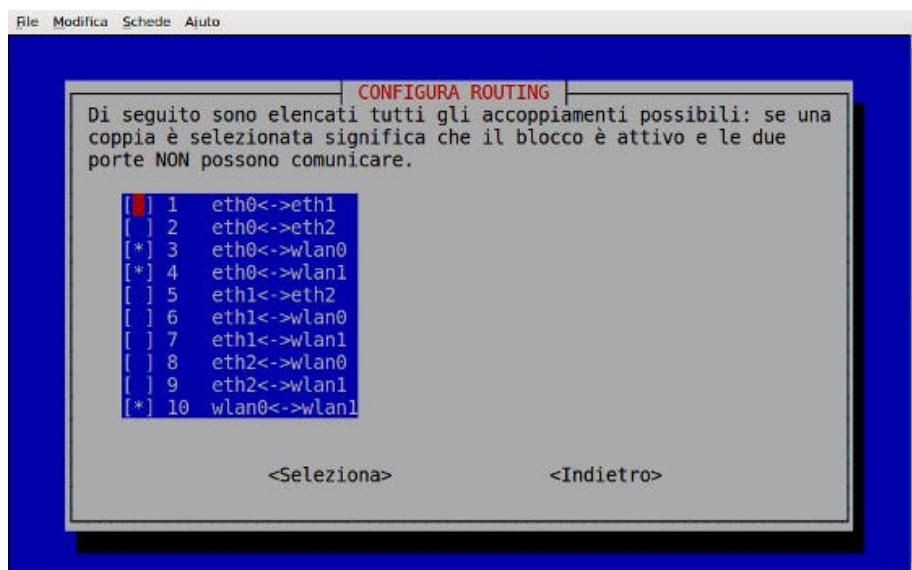 File Modifica Schede Aiuto
CONFIGURA ROUTING
Di seguito sono elencati tutti gli accoppiamenti possibili: se una
coppia è selezionata significa che il blocco è attivo e le due
porte NON possono comunicare.
[ ] 1 eth0<->eth1
[ ] 2 eth0<->eth2
[*] 3 eth0<->wlan0
[*] 4 eth0<->wlan1
[ ] 5 eth1<->eth2
[ ] 6 eth1<->wlan0
[ ] 7 eth1<->wlan1
[ ] 8 eth2<->wlan0
[ ] 9 eth2<->wlan1
[*] 10 wlan0<->wlan1
<Seleziona> <Indietro>